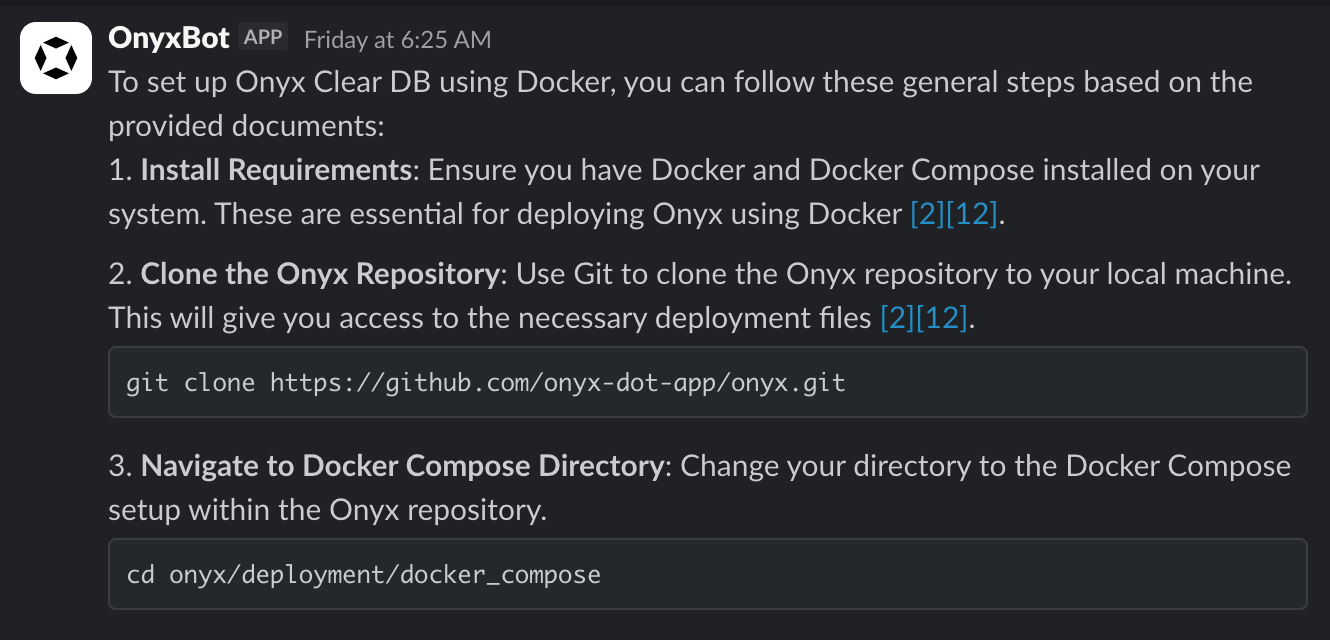 OnyxBot APP Friday at 6:25 AM
To set up Onyx Clear DB using Docker, you can follow these general steps based on the
provided documents:
1. Install Requirements: Ensure you have Docker and Docker Compose installed on your
system. These are essential for deploying Onyx using Docker [2][12].
2. Clone the Onyx Repository: Use Git to clone the Onyx repository to your local machine.
This will give you access to the necessary deployment files [2][12].
git clone https://github.com/onyx-dot-app/onyx.git
3. Navigate to Docker Compose Directory: Change your directory to the Docker Compose
setup within the Onyx repository.
cd onyx/deployment/docker_compose